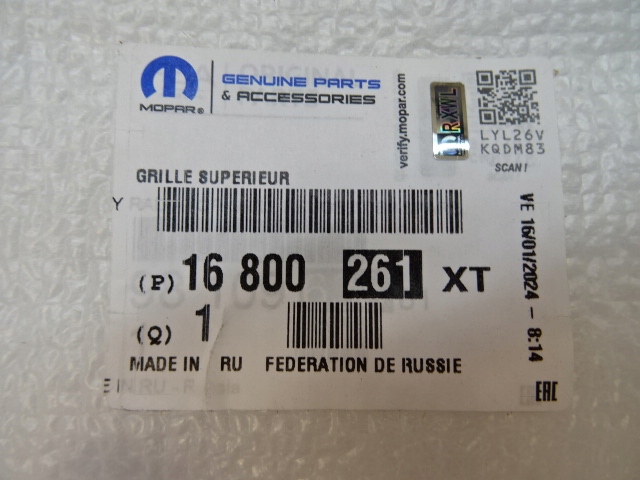 MOPAR®
GENUINE PARTS
& ACCESSORIES
verify.mopar.com
RXWL
LYL26V
KQDM83
SCAN!
GRILLE SUPERIEUR
Y
(P) 16 800 261 XT
(Q) 1
VE 16/01/2024 - 8:14
MADE IN RU FEDERATION DE RUSSIE
EAC